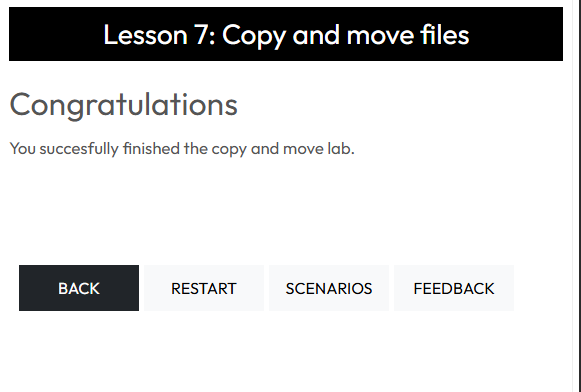 Lesson 7: Copy and move files
Congratulations
You succesfully finished the copy and move lab.
BACK RESTART SCENARIOS FEEDBACK